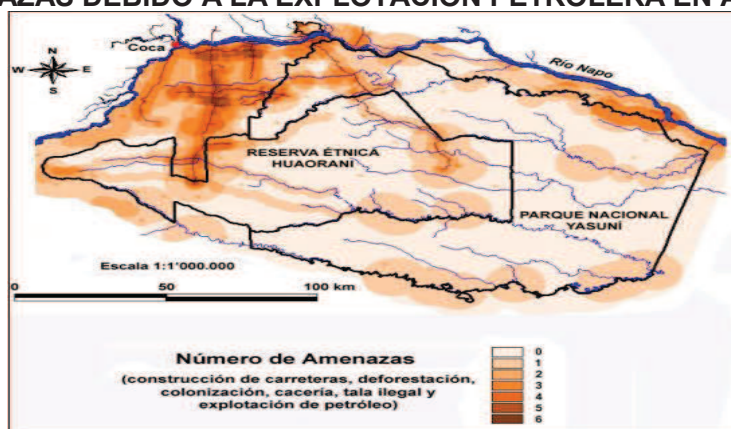 DEBIDO A LA EXPLOTACIÓN PETROLERA EN
Coca
N
W E
S
Río Napo
RESERVA ÉTNICA
HUAORANI
PARQUE NACIONAL
YASUNÍ
Escala 1:1'000.000
0 50 100 km
Número de Amenazas
(construcción de carreteras, deforestación,
colonización, cacería, tala ilegal y
explotación de petróleo)
0
1
2
3
4
5
6